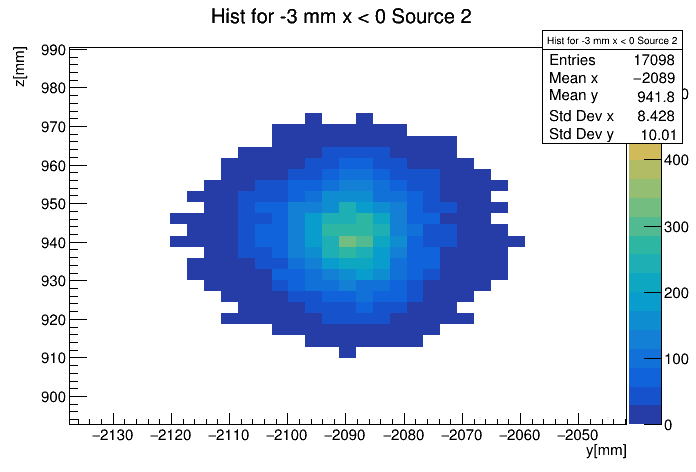 Hist for -3 mm x < 0 Source 2
z[mm]
990
980
970
960
950
940
930
920
910
900
−2130 −2120 −2110 −2100 −2090 −2080 −2070 −2060 −2050
y[mm]
Hist for -3 mm x < 0 Source 2
Entries 17098
Mean x −2089
Mean y 941.8
Std Dev x 8.428
Std Dev y 10.01
400
300
200
100
0